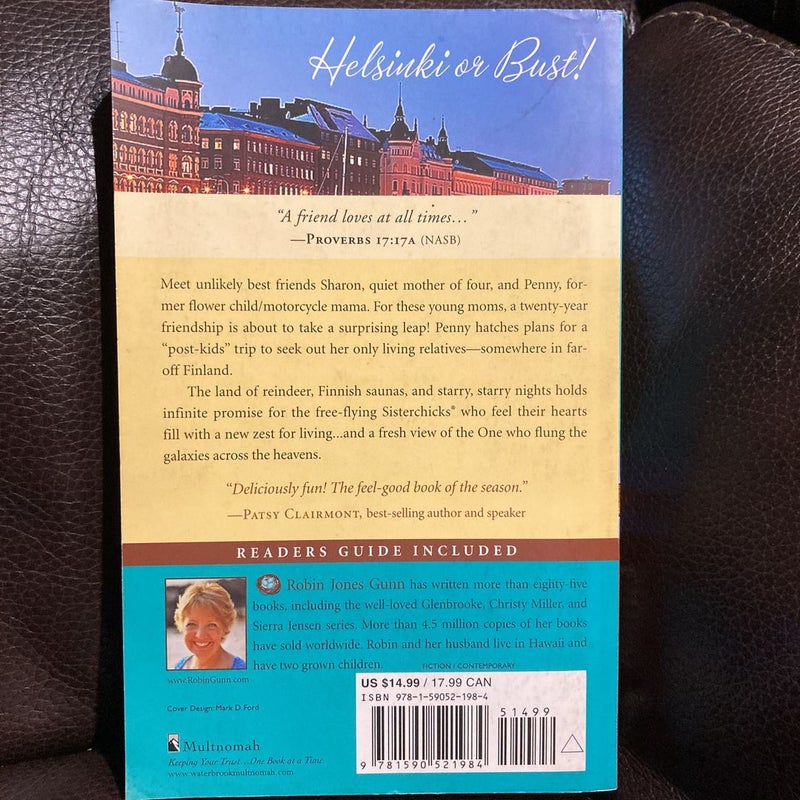 Helsinki or Bust!
“A friend loves at all times…”
—PROVERBS 17:17A (NASB)
Meet unlikely best friends Sharon, quiet mother of four, and Penny, for-
mer flower child/motorcycle mama. For these young moms, a twenty-year
friendship is about to take a surprising leap! Penny hatches plans for a
“post-kids” trip to seek out her only living relatives—somewhere in far-
off Finland.
The land of reindeer, Finnish saunas, and starry, starry nights holds
infinite promise for the free-flying Sisterchicks® who feel their hearts
fill with a new zest for living...and a fresh view of the One who flung the
galaxies across the heavens.
“Deliciously fun! The feel-good book of the season.”
—PATSY CLAIRMONT, best-selling author and speaker
READERS GUIDE INCLUDED
Robin Jones Gunn has written more than eighty-five
books, including the well-loved Glenbrooke, Christy Miller, and
Sierra Jensen series. More than 4.5 million copies of her books
have sold worldwide. Robin and her husband live in Hawaii and
have two grown children.
FICTION / CONTEMPORARY
www.RobinGunn.com
US $14.99 / 17.99 CAN
ISBN 978-1-59052-198-4
51499
9 781590 521984
Cover Design: Mark D. Ford
Multnomah
Keeping Your Trust...One Book at a Time
www.waterbrookmultnomah.com